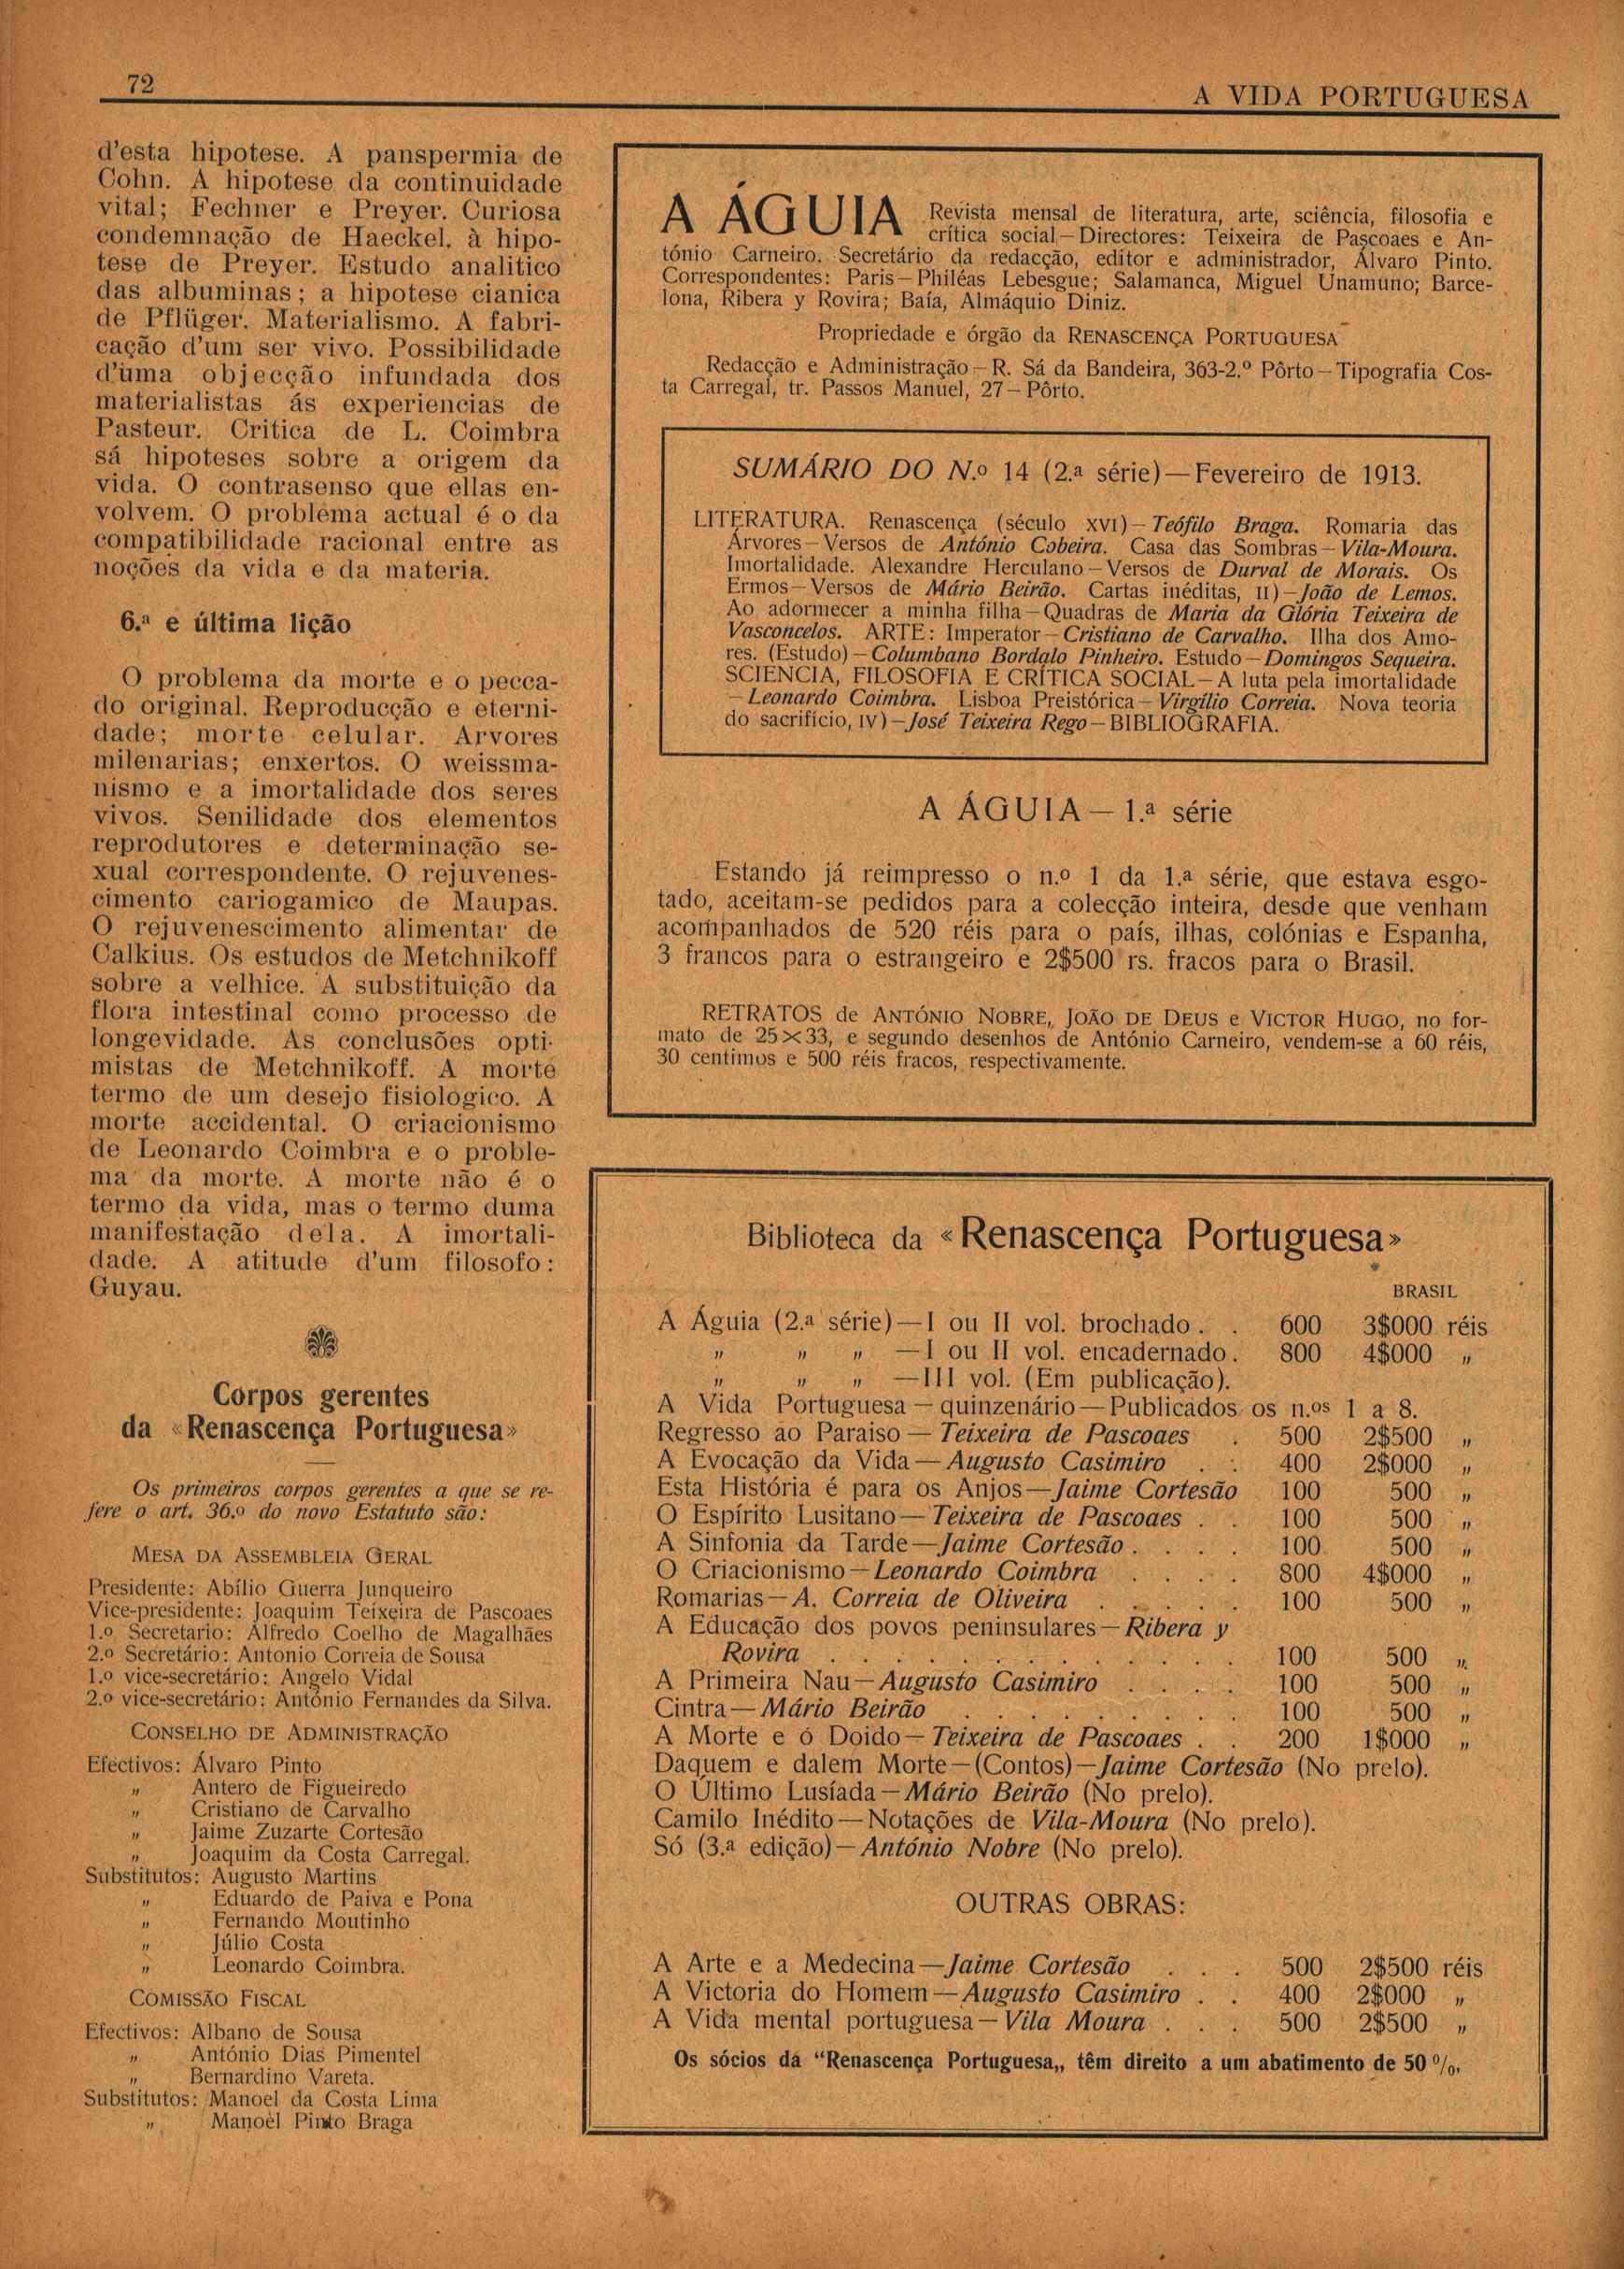 72
A VIDA PORTUGUESA
d'esta hipotese. A panspermia de
Cohn. A hipotese da continuidade
vital; Fechner e Preyer. Curiosa
condemnação de Haeckel, à hipo-
tese de Preyer. Estudo analitico
das albuminas; a hipotese cianica
de Pflüger. Materialismo. A fabri-
cação d'um ser vivo. Possibilidade
d'uma objecção infundada dos
materialistas ás experiencias de
Pasteur. Critica de L. Coimbra
sá hipoteses sobre a origem da
vida. O contrasenso que ellas en-
volvem. O problema actual é o da
compatibilidade racional entre as
noções da vida e da materia.
6.ª e última lição
O problema da morte e o pecca-
do original. Reproducção e eterni-
dade; morte celular. Arvores
milenarias; enxertos. O weissma-
nismo e a imortalidade dos seres
vivos. Senilidade dos elementos
reprodutores e determinação se-
xual correspondente. O rejuvenes-
cimento cariogamico de Maupas.
O rejuvenescimento alimentar de
Calkius. Os estudos de Metchnikoff
sobre a velhice. A substituição da
flora intestinal como processo de
longevidade. As conclusões opti-
mistas de Metchnikoff. A morte
termo de um desejo fisiologico. A
morte accidental. O criacionismo
de Leonardo Coimbra e o proble-
ma da morte. A morte não é o
termo da vida, mas o termo duma
manifestação dela. A imortali-
dade. A atitude d'um filosofo:
Guyau.
Corpos gerentes
da «Renascença Portuguesa»
Os primeiros corpos gerentes a que se re-
fere o art. 36.º do novo Estatuto são:
MESA DA ASSEMBLEIA GERAL
Presidente: Abílio Guerra Junqueiro
Vice-presidente: Joaquim Teixeira de Pascoaes
1.º Secretario: Alfredo Coelho de Magalhães
2.º Secretário: Antonio Correia de Sousa
1.º vice-secretário: Angelo Vidal
2.º vice-secretário: António Fernandes da Silva.
CONSELHO DE ADMINISTRAÇÃO
Efectivos: Álvaro Pinto
" Antero de Figueiredo
" Cristiano de Carvalho
" Jaime Zuzarte Cortesão
" Joaquim da Costa Carregal.
Substitutos: Augusto Martins
" Eduardo de Paiva e Pona
" Fernando Moutinho
" Júlio Costa
" Leonardo Coimbra.
COMISSÃO FISCAL
Efectivos: Albano de Sousa
" António Dias Pimentel
" Bernardino Vareta.
Substitutos: Manoel da Costa Lima
" Manoel Pinto Braga
A ÁGUIA Revista mensal de literatura, arte, sciência, filosofia e
crítica social—Directores: Teixeira de Pascoaes e An-
tónio Carneiro. Secretário da redacção, editor e administrador, Álvaro Pinto.
Correspondentes: Paris—Philéas Lebesgue; Salamanca, Miguel Unamuno; Barce-
lona, Ribera y Rovira; Baía, Almáquio Diniz.
Propriedade e órgão da RENASCENÇA PORTUGUESA
Redacção e Administração—R. Sá da Bandeira, 363-2.º Pôrto—Tipografia Cos-
ta Carregal, tr. Passos Manuel, 27—Pôrto.
SUMÁRIO DO N.º 14 (2.ª série)—Fevereiro de 1913.
LITERATURA. Renascença (século XVI)—Teófilo Braga. Romaria das
Árvores—Versos de António Cobeira. Casa das Sombras—Vila-Moura.
Imortalidade. Alexandre Herculano—Versos de Durval de Morais. Os
Ermos—Versos de Mário Beirão. Cartas inéditas, II)—João de Lemos.
Ao adormecer a minha filha—Quadras de Maria da Glória Teixeira de
Vasconcelos. ARTE: Imperator—Cristiano de Carvalho. Ilha dos Amo-
res. (Estudo)—Columbano Bordalo Pinheiro. Estudo—Domingos Sequeira.
SCIENCIA, FILOSOFIA E CRÍTICA SOCIAL—A luta pela imortalidade
—Leonardo Coimbra. Lisboa Preistórica—Virgílio Correia. Nova teoria
do sacrifício, IV)—José Teixeira Rego—BIBLIOGRAFIA.
A ÁGUIA—1.ª série
Estando já reimpresso o n.º 1 da 1.ª série, que estava esgo-
tado, aceitam-se pedidos para a colecção inteira, desde que venham
acompanhados de 520 réis para o país, ilhas, colónias e Espanha,
3 francos para o estrangeiro e 2$500 rs. fracos para o Brasil.
RETRATOS de ANTÓNIO NOBRE, JOÃO DE DEUS e VICTOR HUGO, no for-
mato de 25×33, e segundo desenhos de António Carneiro, vendem-se a 60 réis,
30 centimos e 500 réis fracos, respectivamente.
Biblioteca da «Renascença Portuguesa»
BRASIL
A Águia (2.ª série)—I ou II vol. brochado. . 600 3$000 réis
" " " —I ou II vol. encadernado. 800 4$000 "
" " " —III vol. (Em publicação).
A Vida Portuguesa—quinzenário—Publicados os n.os 1 a 8.
Regresso ao Paraiso—Teixeira de Pascoaes . 500 2$500 "
A Evocação da Vida—Augusto Casimiro . . 400 2$000 "
Esta História é para os Anjos—Jaime Cortesão 100 500 "
O Espírito Lusitano—Teixeira de Pascoaes . . 100 500 "
A Sinfonia da Tarde—Jaime Cortesão . . . . 100 500 "
O Criacionismo—Leonardo Coimbra . . . . 800 4$000 "
Romarias—A. Correia de Oliveira . . . . . 100 500 "
A Educação dos povos peninsulares—Ribera y
Rovira . . . . . . . . . . . . . 100 500 "
A Primeira Nau—Augusto Casimiro . . . . 100 500 "
Cintra—Mário Beirão . . . . . . . . . 100 500 "
A Morte e ó Doido—Teixeira de Pascoaes . . 200 1$000 "
Daquem e dalem Morte—(Contos)—Jaime Cortesão (No prelo).
O Último Lusíada—Mário Beirão (No prelo).
Camilo Inédito—Notações de Vila-Moura (No prelo).
Só (3.ª edição)—António Nobre (No prelo).
OUTRAS OBRAS:
A Arte e a Medecina—Jaime Cortesão . . . 500 2$500 réis
A Victoria do Homem—Augusto Casimiro . . 400 2$000 "
A Vida mental portuguesa—Vila Moura . . . 500 2$500 "
Os sócios da “Renascença Portuguesa„ têm direito a um abatimento de 50 %.